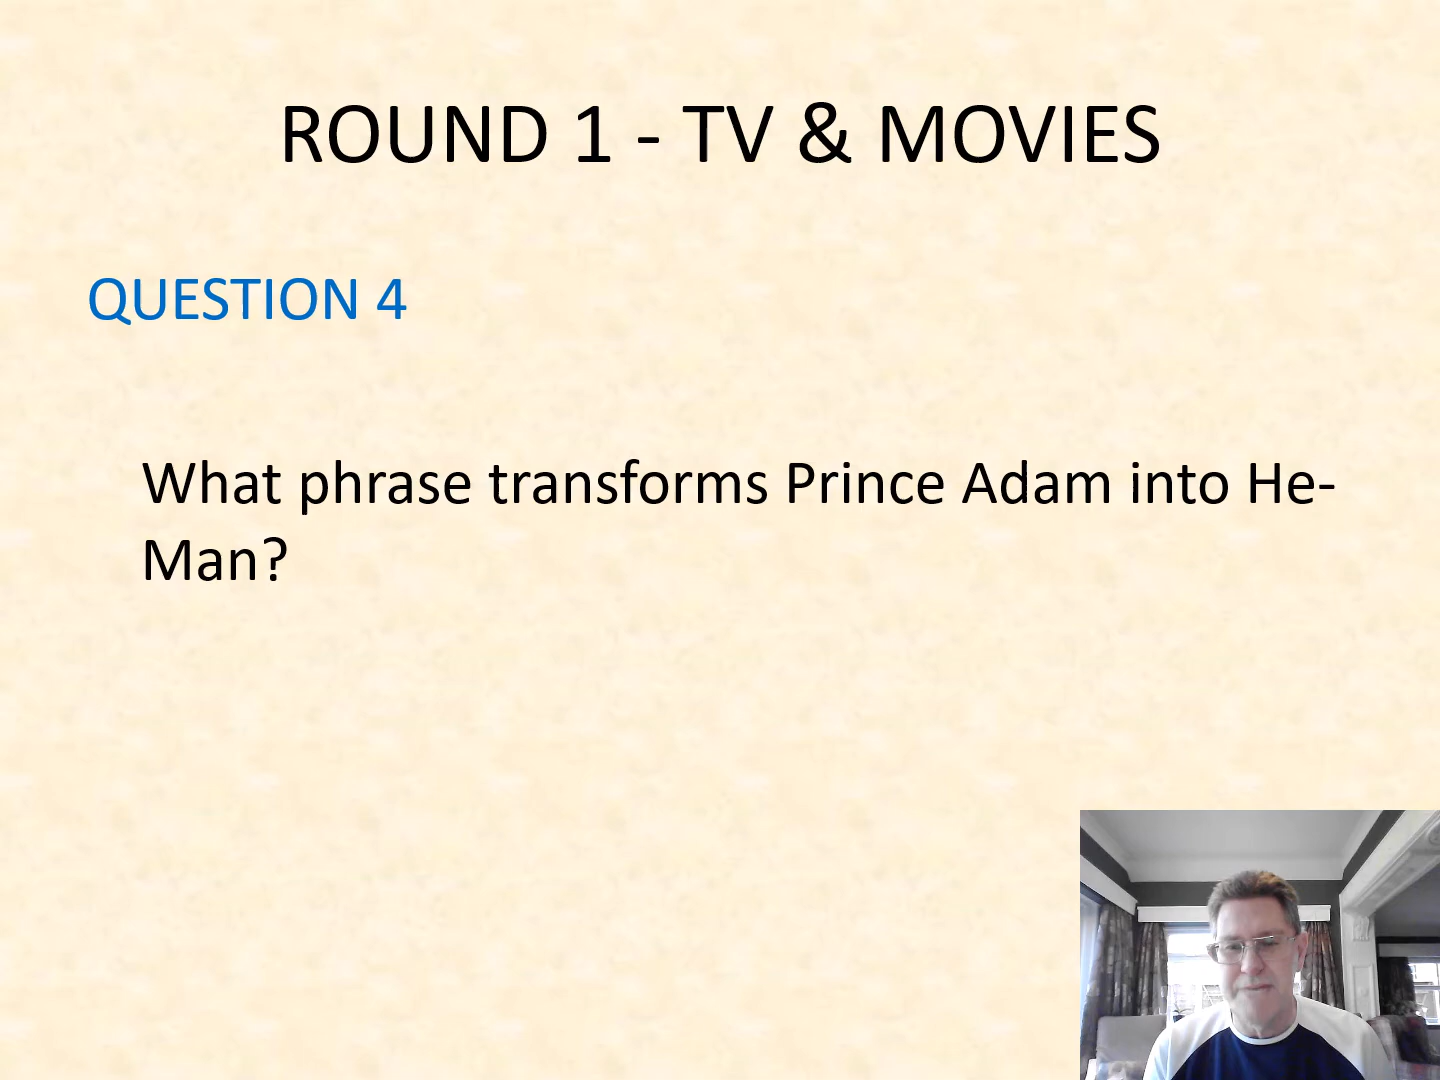 ROUND 1 - TV & MOVIES
QUESTION 4
What phrase transforms Prince Adam into He-
Man?